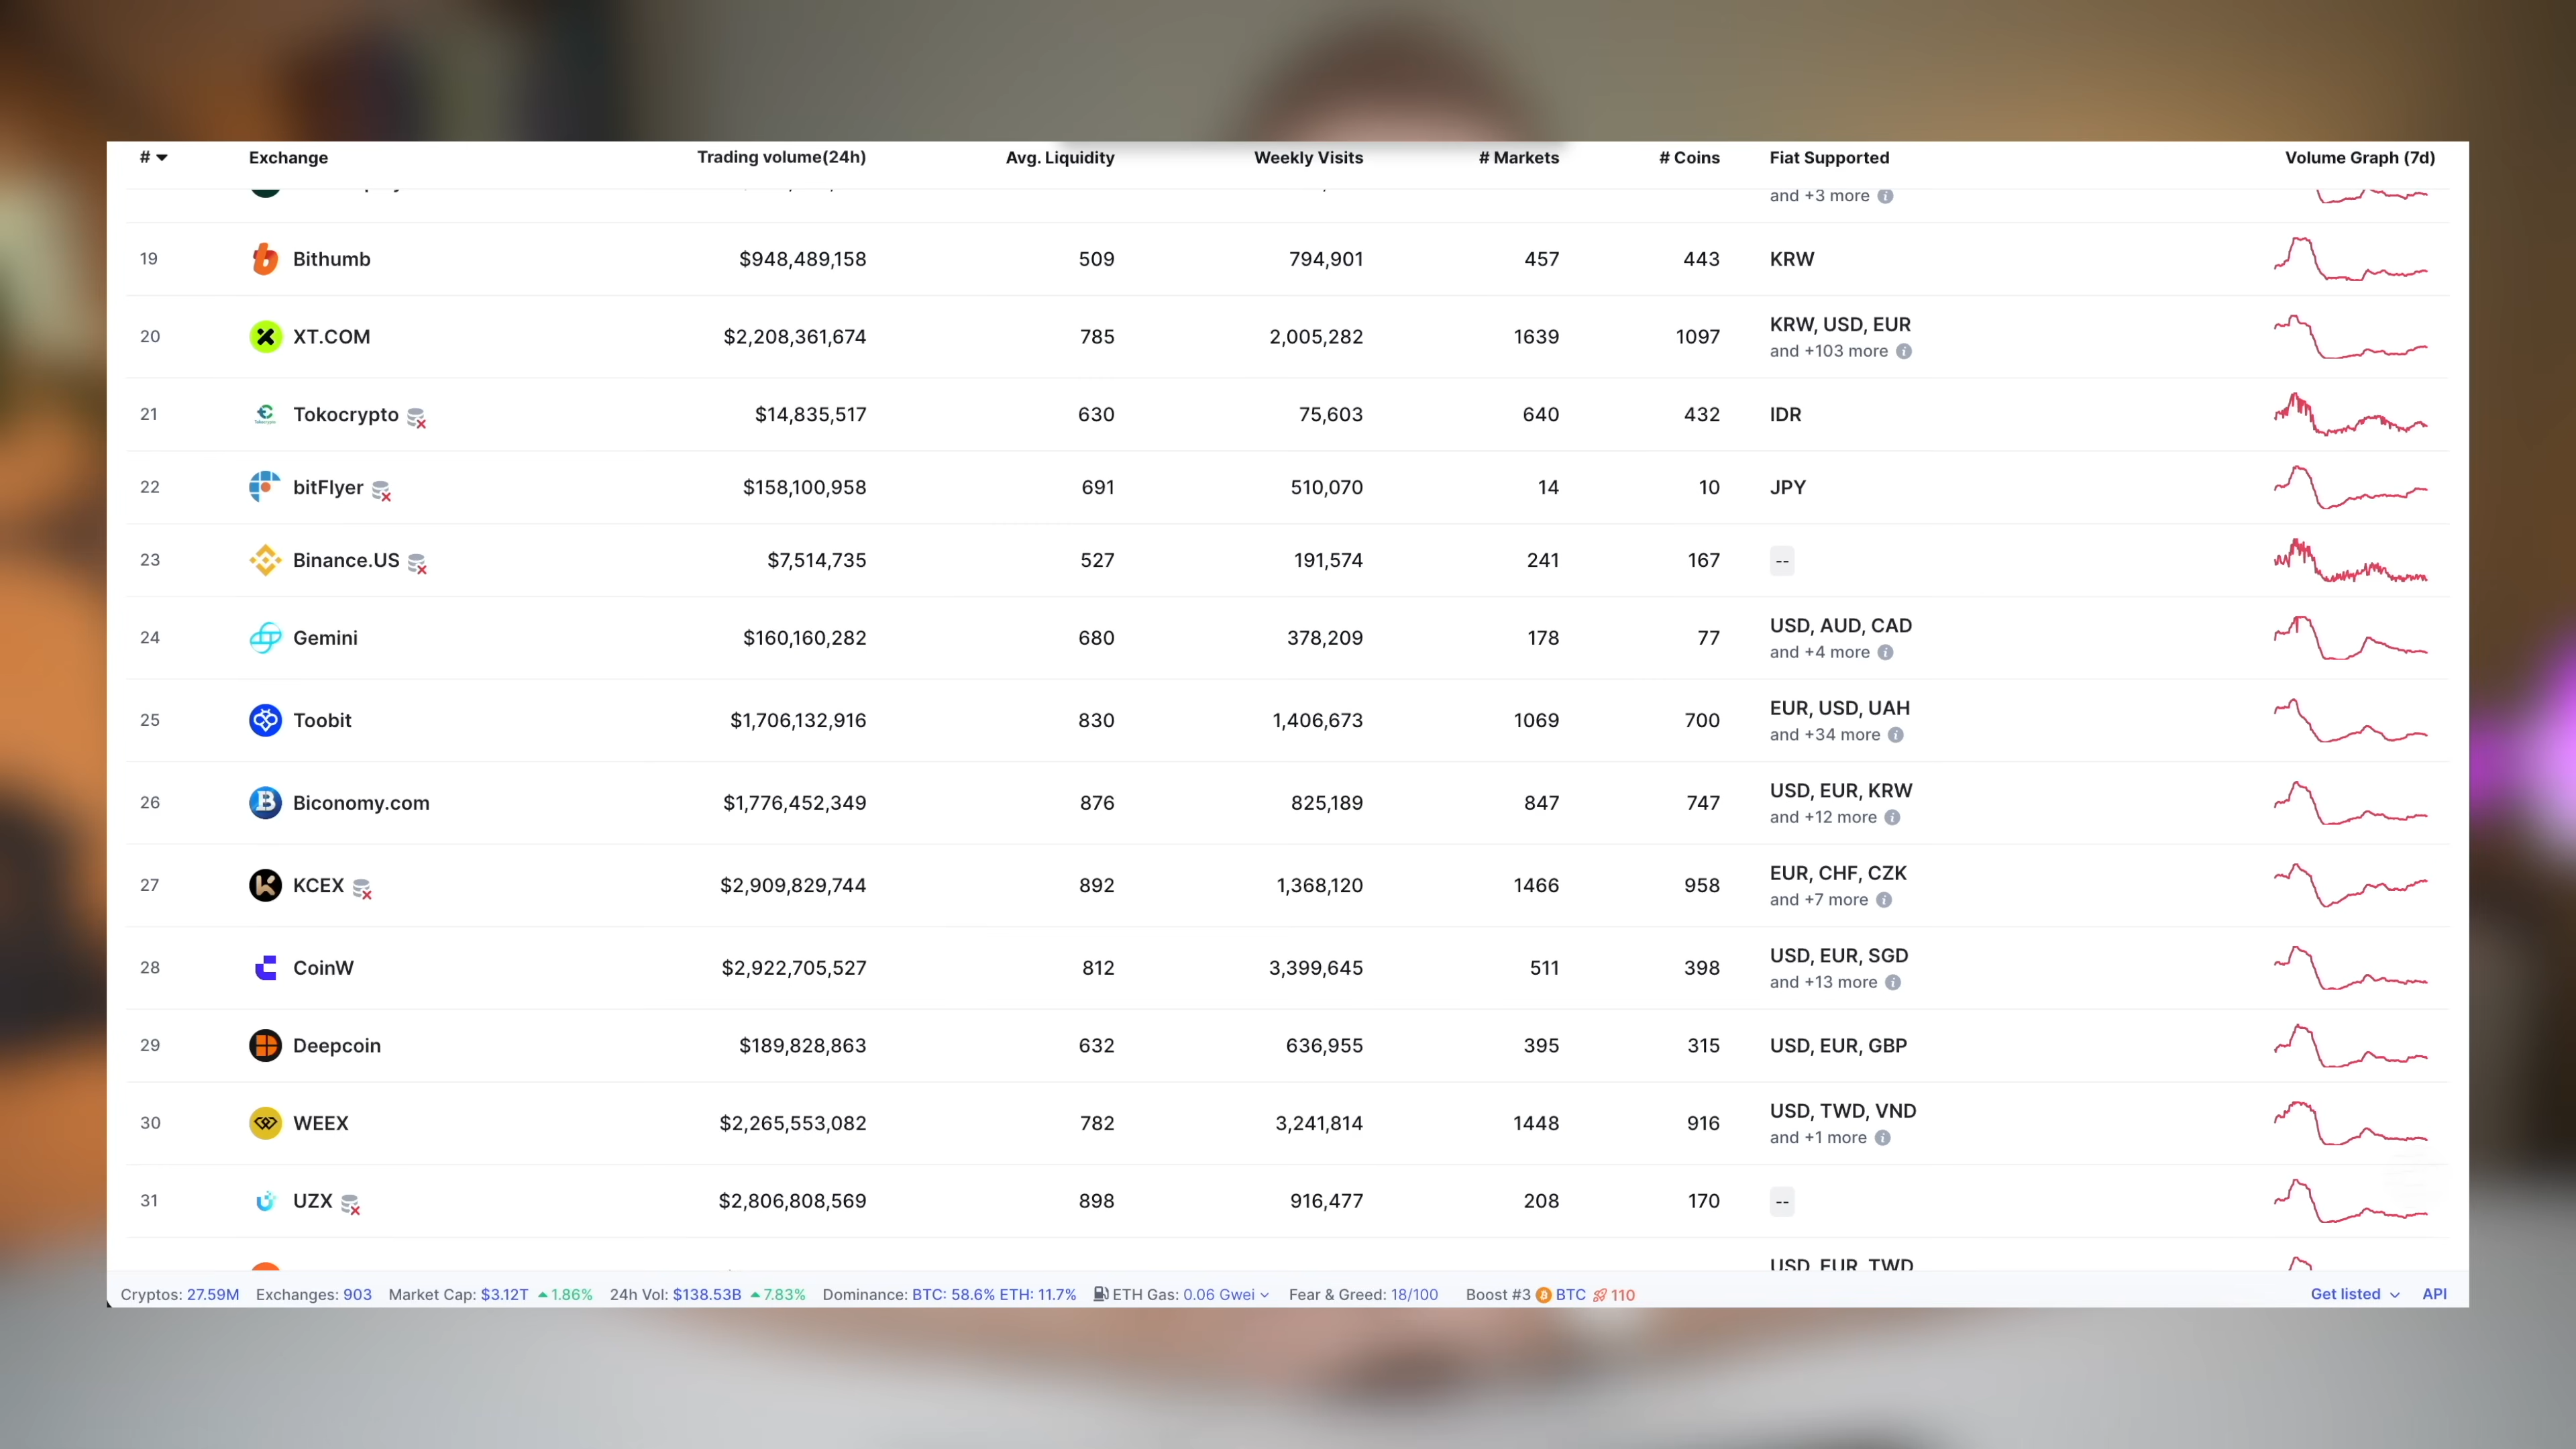 # Exchange Trading volume(24h) Avg. Liquidity Weekly Visits # Markets # Coins Fiat Supported Volume Graph (7d)
and +3 more
19 Bithumb $948,489,158 509 794,901 457 443 KRW
20 XT.COM $2,208,361,674 785 2,005,282 1639 1097 KRW, USD, EUR
and +103 more
21 Tokocrypto $14,835,517 630 75,603 640 432 IDR
22 bitFlyer $158,100,958 691 510,070 14 10 JPY
23 Binance.US $7,514,735 527 191,574 241 167 --
24 Gemini $160,160,282 680 378,209 178 77 USD, AUD, CAD
and +4 more
25 Toobit $1,706,132,916 830 1,406,673 1069 700 EUR, USD, UAH
and +34 more
26 Biconomy.com $1,776,452,349 876 825,189 847 747 USD, EUR, KRW
and +12 more
27 KCEX $2,909,829,744 892 1,368,120 1466 958 EUR, CHF, CZK
and +7 more
28 CoinW $2,922,705,527 812 3,399,645 511 398 USD, EUR, SGD
and +13 more
29 Deepcoin $189,828,863 632 636,955 395 315 USD, EUR, GBP
30 WEEX $2,265,553,082 782 3,241,814 1448 916 USD, TWD, VND
and +1 more
31 UZX $2,806,808,569 898 916,477 208 170 --
USD, EUR, TWD
Cryptos: 27.59M Exchanges: 903 Market Cap: $3.12T 1.86% 24h Vol: $138.53B 7.83% Dominance: BTC: 58.6% ETH: 11.7% ETH Gas: 0.06 Gwei Fear & Greed: 18/100 Boost #3 BTC 110 Get listed API